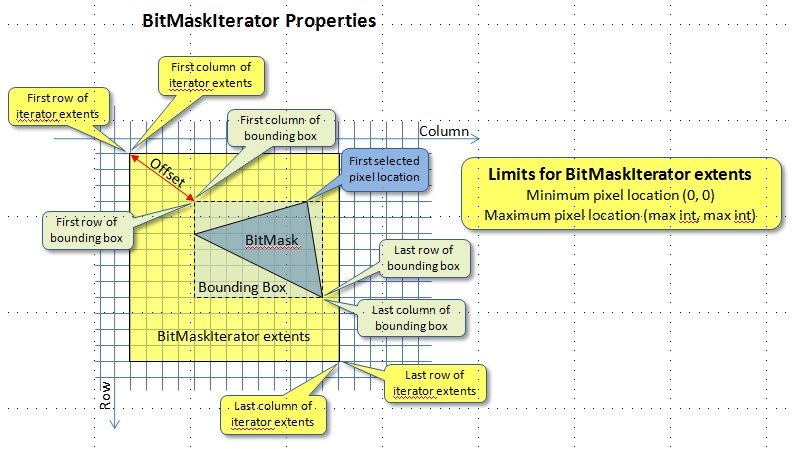 BitMaskIterator Properties
First column of
iterator extents
First row of
iterator extents
First column of
bounding box
Column
Offset
First selected
pixel location
Limits for BitMaskIterator extents
Minimum pixel location (0, 0)
Maximum pixel location (max int, max int)
First row of
bounding box
BitMask
Last row of
bounding box
Bounding Box
Last column of
bounding box
BitMaskIterator extents
Last row of
iterator extents
Row
Last column of
iterator extents